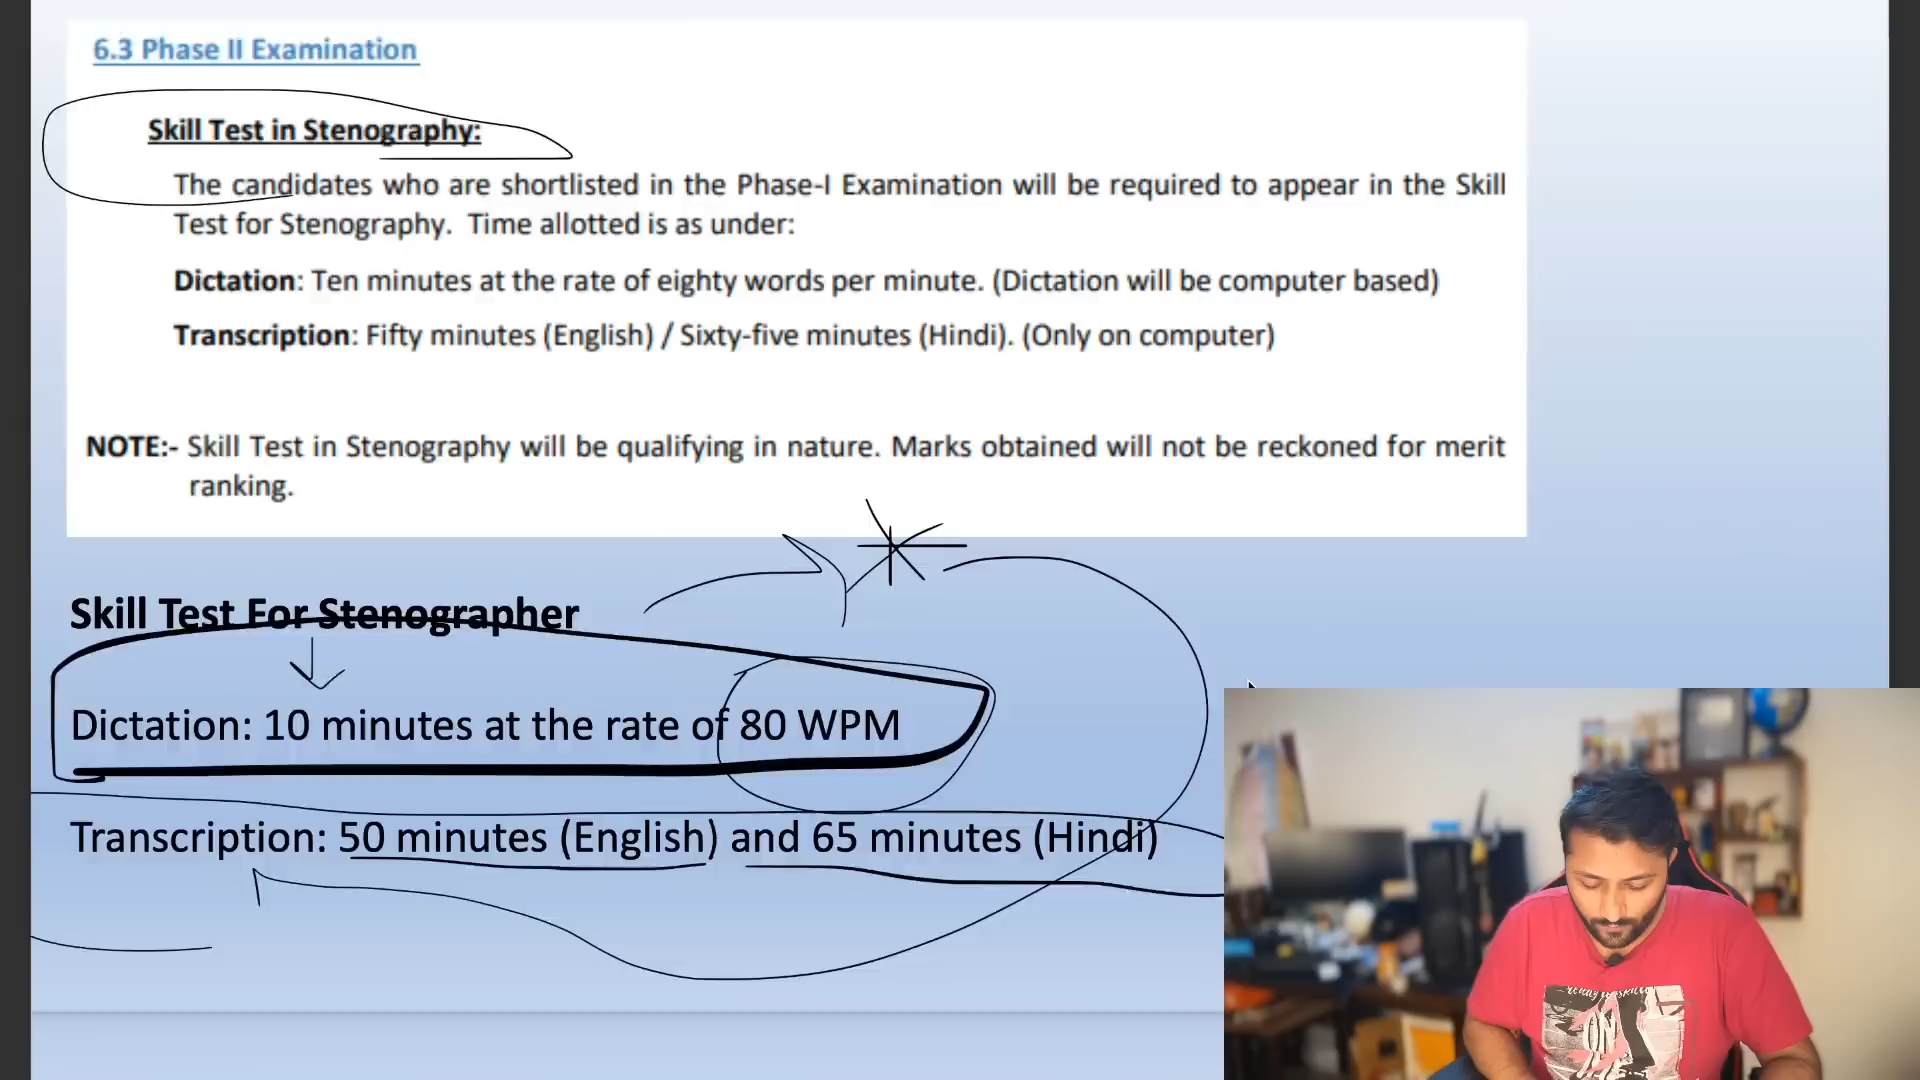 6.3 Phase II Examination
Skill Test in Stenography:
The candidates who are shortlisted in the Phase-I Examination will be required to appear in the Skill
Test for Stenography. Time allotted is as under:
Dictation: Ten minutes at the rate of eighty words per minute. (Dictation will be computer based)
Transcription: Fifty minutes (English) / Sixty-five minutes (Hindi). (Only on computer)
NOTE:- Skill Test in Stenography will be qualifying in nature. Marks obtained will not be reckoned for merit
ranking.
Skill Test For Stenographer
Dictation: 10 minutes at the rate of 80 WPM
Transcription: 50 minutes (English) and 65 minutes (Hindi)